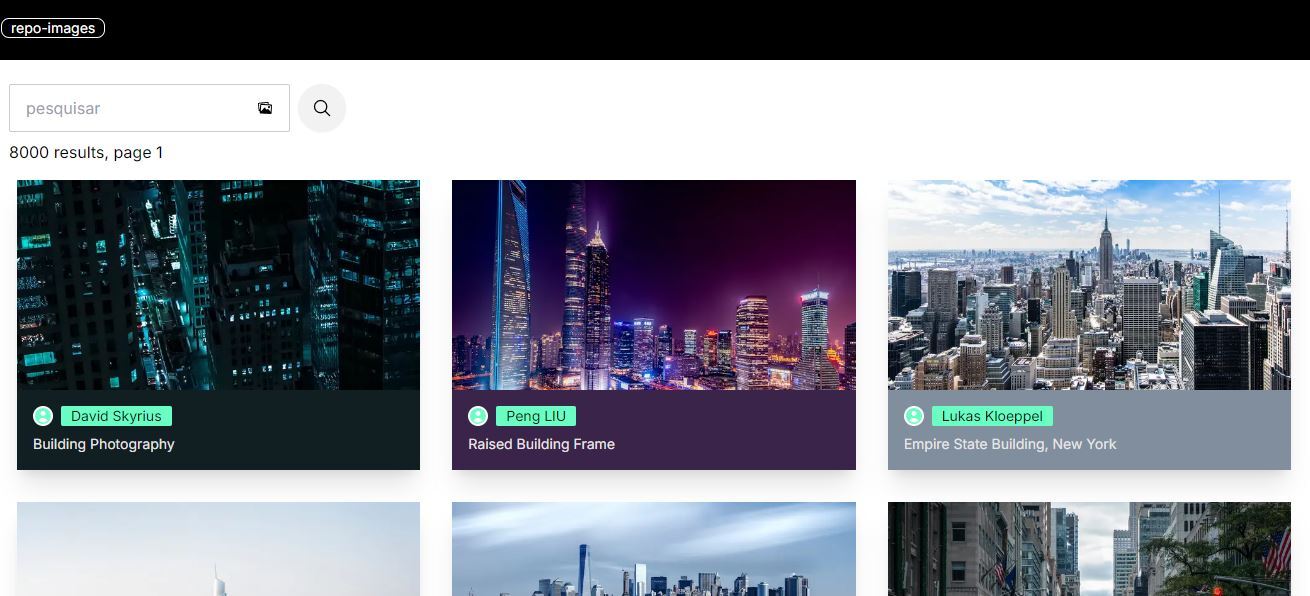 repo-images
pesquisar
8000 results, page 1
David Skyrius
Building Photography
Peng LIU
Raised Building Frame
Lukas Kloeppel
Empire State Building, New York